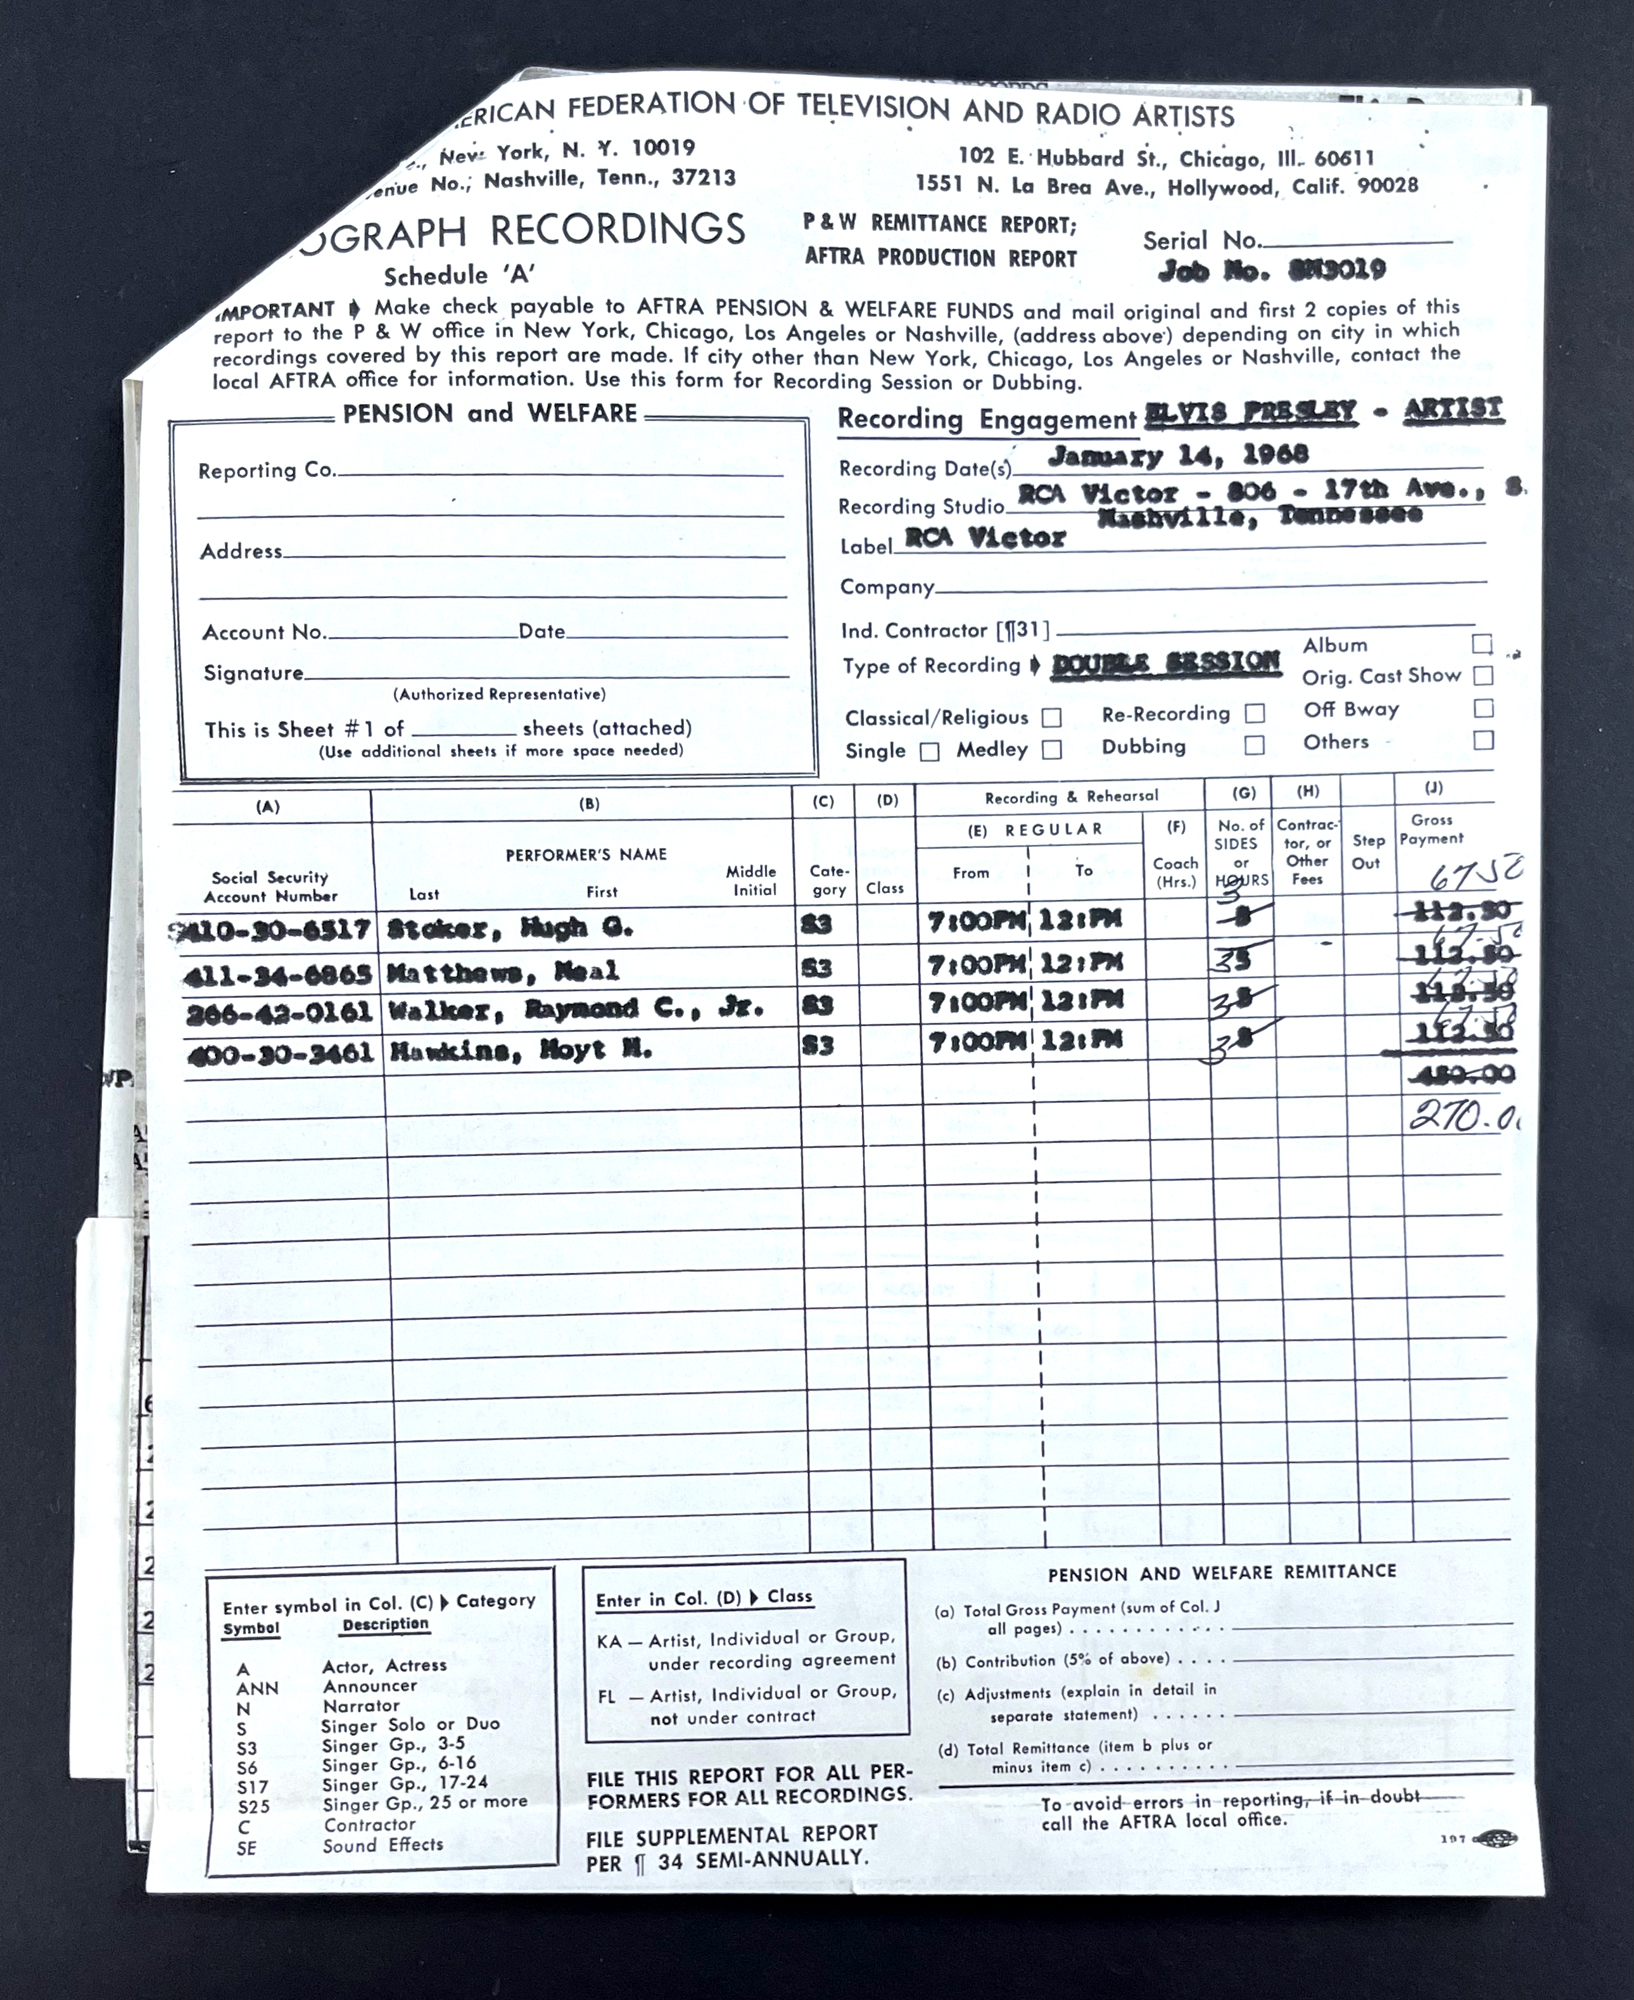 ERICAN FEDERATION OF TELEVISION AND RADIO ARTISTS
New York, N. Y. 10019
102 E. Hubbard St., Chicago, Ill. 60611
enue No.; Nashville, Tenn., 37213
1551 N. La Brea Ave., Hollywood, Calif. 90028
OGRAPH RECORDINGS
P & W REMITTANCE REPORT;
AFTRA PRODUCTION REPORT
Serial No.
Schedule 'A'
Job No. 8N3019
IMPORTANT Make check payable to AFTRA PENSION & WELFARE FUNDS and mail original and first 2 copies of this
report to the P & W office in New York, Chicago, Los Angeles or Nashville, (address above) depending on city in which
recordings covered by this report are made. If city other than New York, Chicago, Los Angeles or Nashville, contact the
local AFTRA office for information. Use this form for Recording Session or Dubbing.
PENSION and WELFARE
Reporting Co.
Address
Account No. Date
Signature
(Authorized Representative)
This is Sheet #1 of sheets (attached)
(Use additional sheets if more space needed)
Recording Engagement ELVIS PRESLEY - ARTIST
Recording Date(s) January 14, 1968
Recording Studio RCA Victor - 806 - 17th Ave., S.
Nashville, Tennessee
Label RCA Victor
Company
Ind. Contractor [¶31]
Type of Recording DOUBLE SESSION
Album
Orig. Cast Show
Classical/Religious Re-Recording Off Bway
Single Medley Dubbing Others
(A) (B) (C) (D) Recording & Rehearsal (G) (H) (J)
(E) REGULAR (F)
Social Security
Account Number
PERFORMER'S NAME
Last First Middle
Initial
Cate-
gory
Class
From To
Coach
(Hrs.)
No. of
SIDES
or
HOURS
Contrac-
tor, or
Other
Fees
Step
Out
Gross
Payment
67.50
410-30-6517 Stoker, Hugh G. S3 7:00PM 12:PM 3 112.50
67.50
411-34-6865 Matthews, Neal S3 7:00PM 12:PM 3 5 112.50
67.50
Walker, Raymond C., Jr. S3 7:00PM 12:PM 3 112.50
67.50
400-30-3461 Hawkins, Hoyt H. S3 7:00PM 12:PM 3 112.50
450.00
270.0
Enter symbol in Col. (C) Category
Symbol Description
A Actor, Actress
ANN Announcer
N Narrator
S Singer Solo or Duo
S3 Singer Gp., 3-5
S6 Singer Gp., 6-16
S17 Singer Gp., 17-24
S25 Singer Gp., 25 or more
C Contractor
SE Sound Effects
Enter in Col. (D) Class
KA — Artist, Individual or Group,
under recording agreement
FL — Artist, Individual or Group,
not under contract
FILE THIS REPORT FOR ALL PER-
FORMERS FOR ALL RECORDINGS.
FILE SUPPLEMENTAL REPORT
PER ¶ 34 SEMI-ANNUALLY.
PENSION AND WELFARE REMITTANCE
(a) Total Gross Payment (sum of Col. J
all pages)
(b) Contribution (5% of above)
(c) Adjustments (explain in detail in
separate statement)
(d) Total Remittance (item b plus or
minus item c)
To avoid errors in reporting, if in doubt
call the AFTRA local office.
107